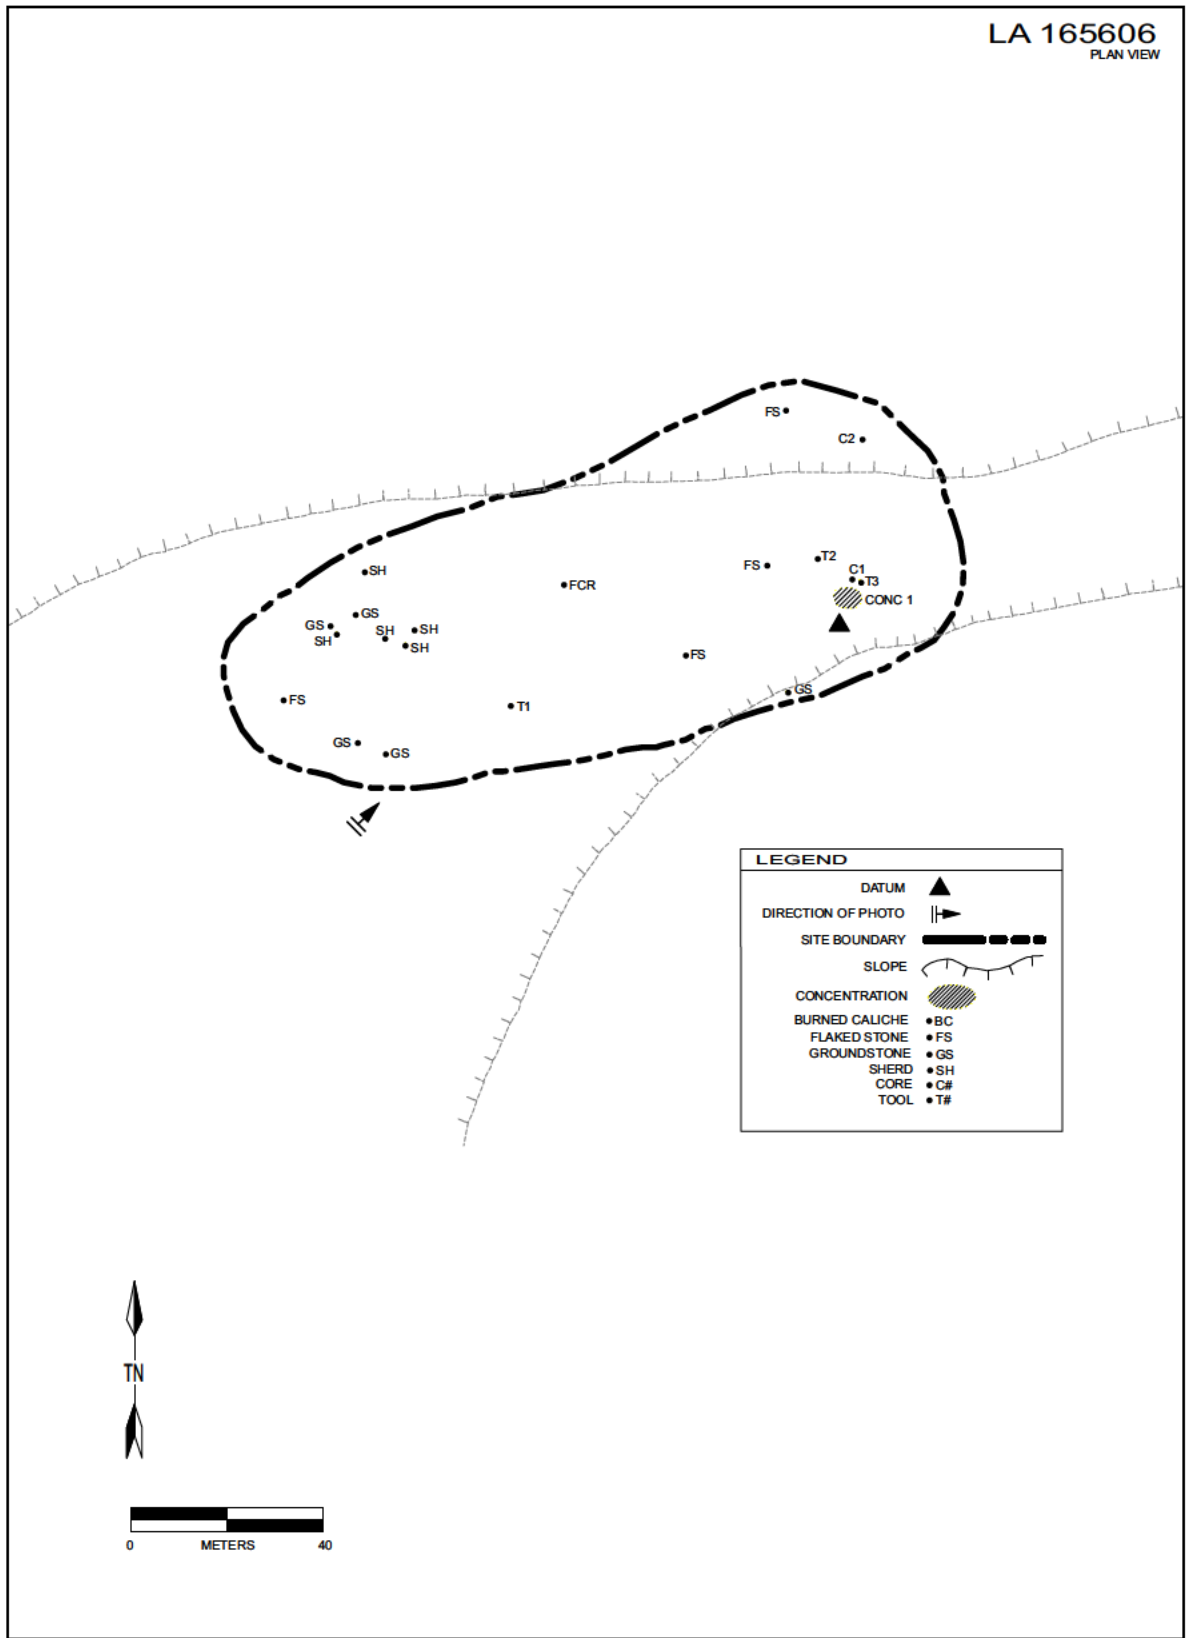 LA 165606
PLAN VIEW
FS
C2
T2
FS
C1
T3
CONC 1
SH
FCR
GS
GS
SH
SH
SH
SH
FS
FS
GS
T1
GS
GS
LEGEND
DATUM
DIRECTION OF PHOTO
SITE BOUNDARY
SLOPE
CONCENTRATION
BURNED CALICHE •BC
FLAKED STONE •FS
GROUNDSTONE •GS
SHERD •SH
CORE •C#
TOOL •T#
TN
0 METERS 40